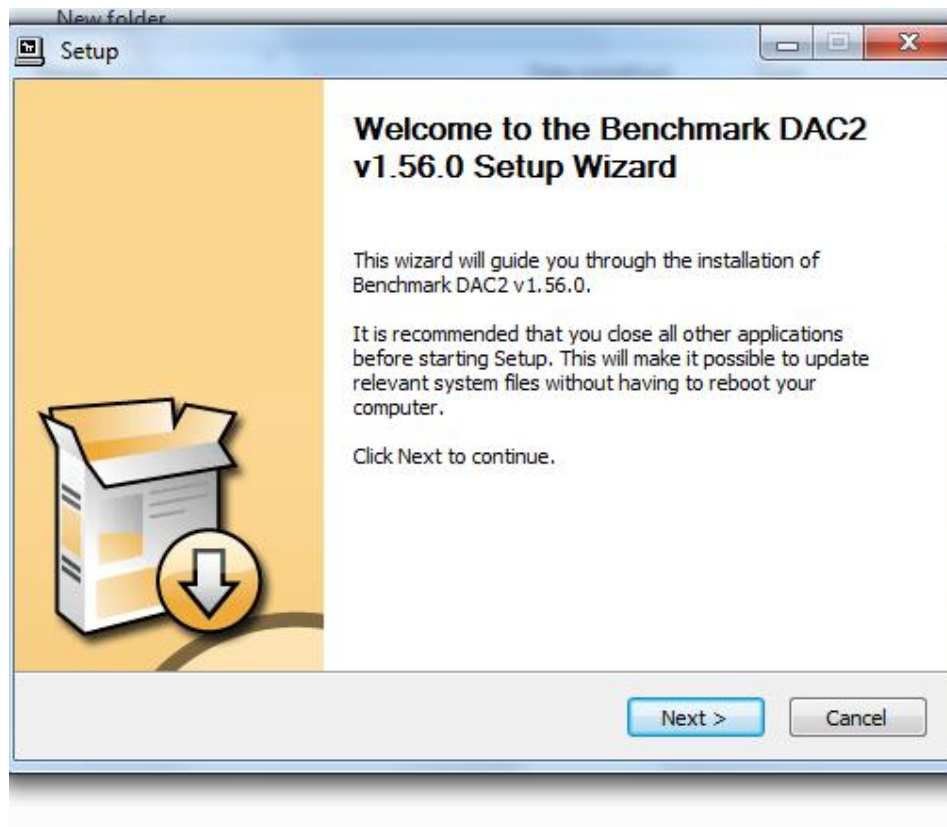 New folder
Setup
Welcome to the Benchmark DAC2
v1.56.0 Setup Wizard
This wizard will guide you through the installation of
Benchmark DAC2 v1.56.0.
It is recommended that you close all other applications
before starting Setup. This will make it possible to update
relevant system files without having to reboot your
computer.
Click Next to continue.
Next >
Cancel